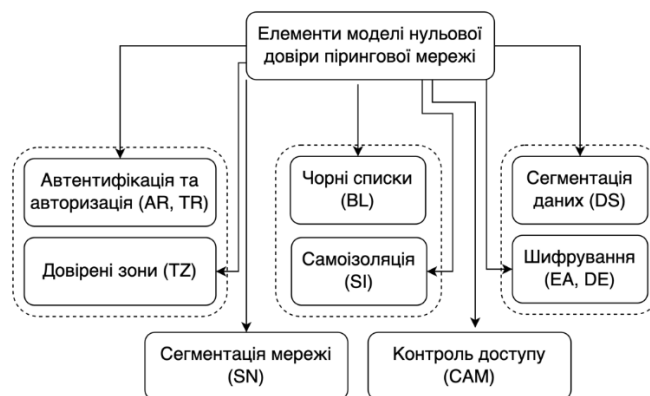 Елементи моделі нульової
довіри пірингової мережі
Автентифікація та
авторизація (AR, TR)
Чорні списки
(BL)
Сегментація
даних (DS)
Довірені зони (TZ)
Самоізоляція
(SI)
Шифрування
(EA, DE)
Сегментація мережі
(SN)
Контроль доступу
(CAM)